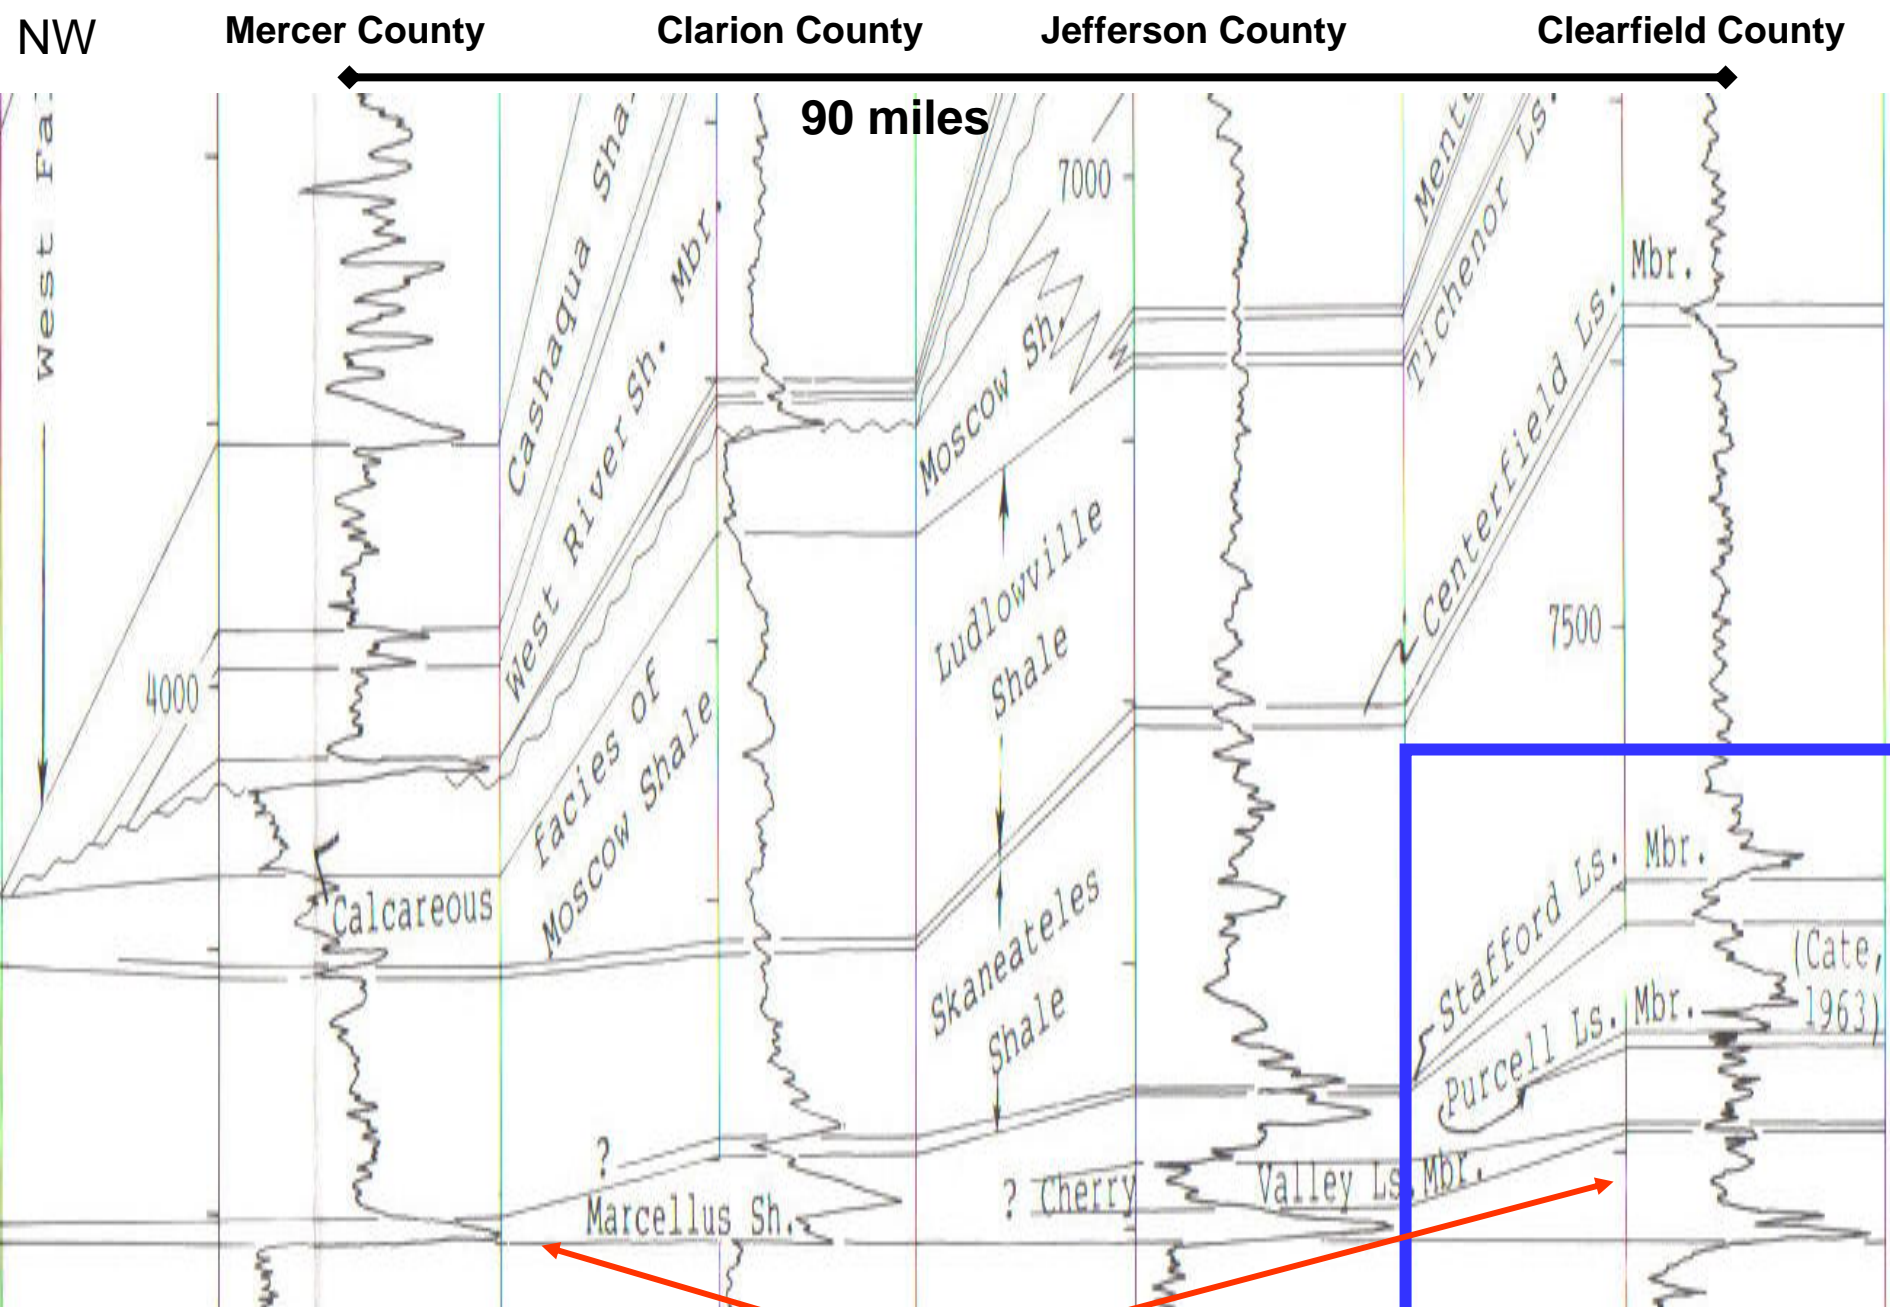 NW
Mercer County
Clarion County
Jefferson County
Clearfield County
90 miles
West Fa
Cashaqua Sha
West River Sh. Mbr.
7000
Ment
Tichenor Ls.
Mbr.
Moscow Sh.
Centerfield Ls.
Ludlowville
Shale
7500
4000
facies of
Moscow Shale
Calcareous
Skaneateles
Shale
Stafford Ls. Mbr.
(Cate,
1963)
Purcell Ls. Mbr.
?
Marcellus Sh.
? Cherry Valley Ls. Mbr.